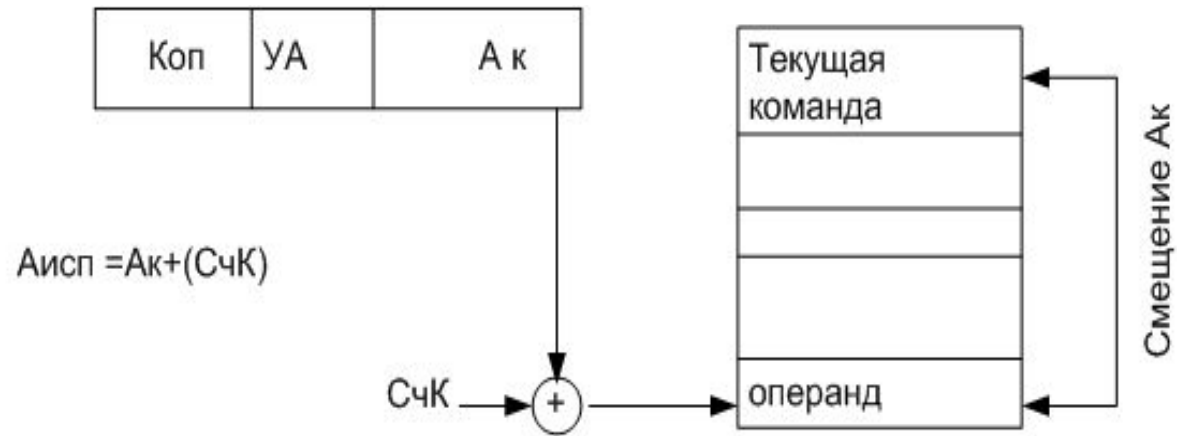 Коп УА А к
Текущая
команда
Смещение Ак
Аисп =Ак+(СчК)
СчК + операнд